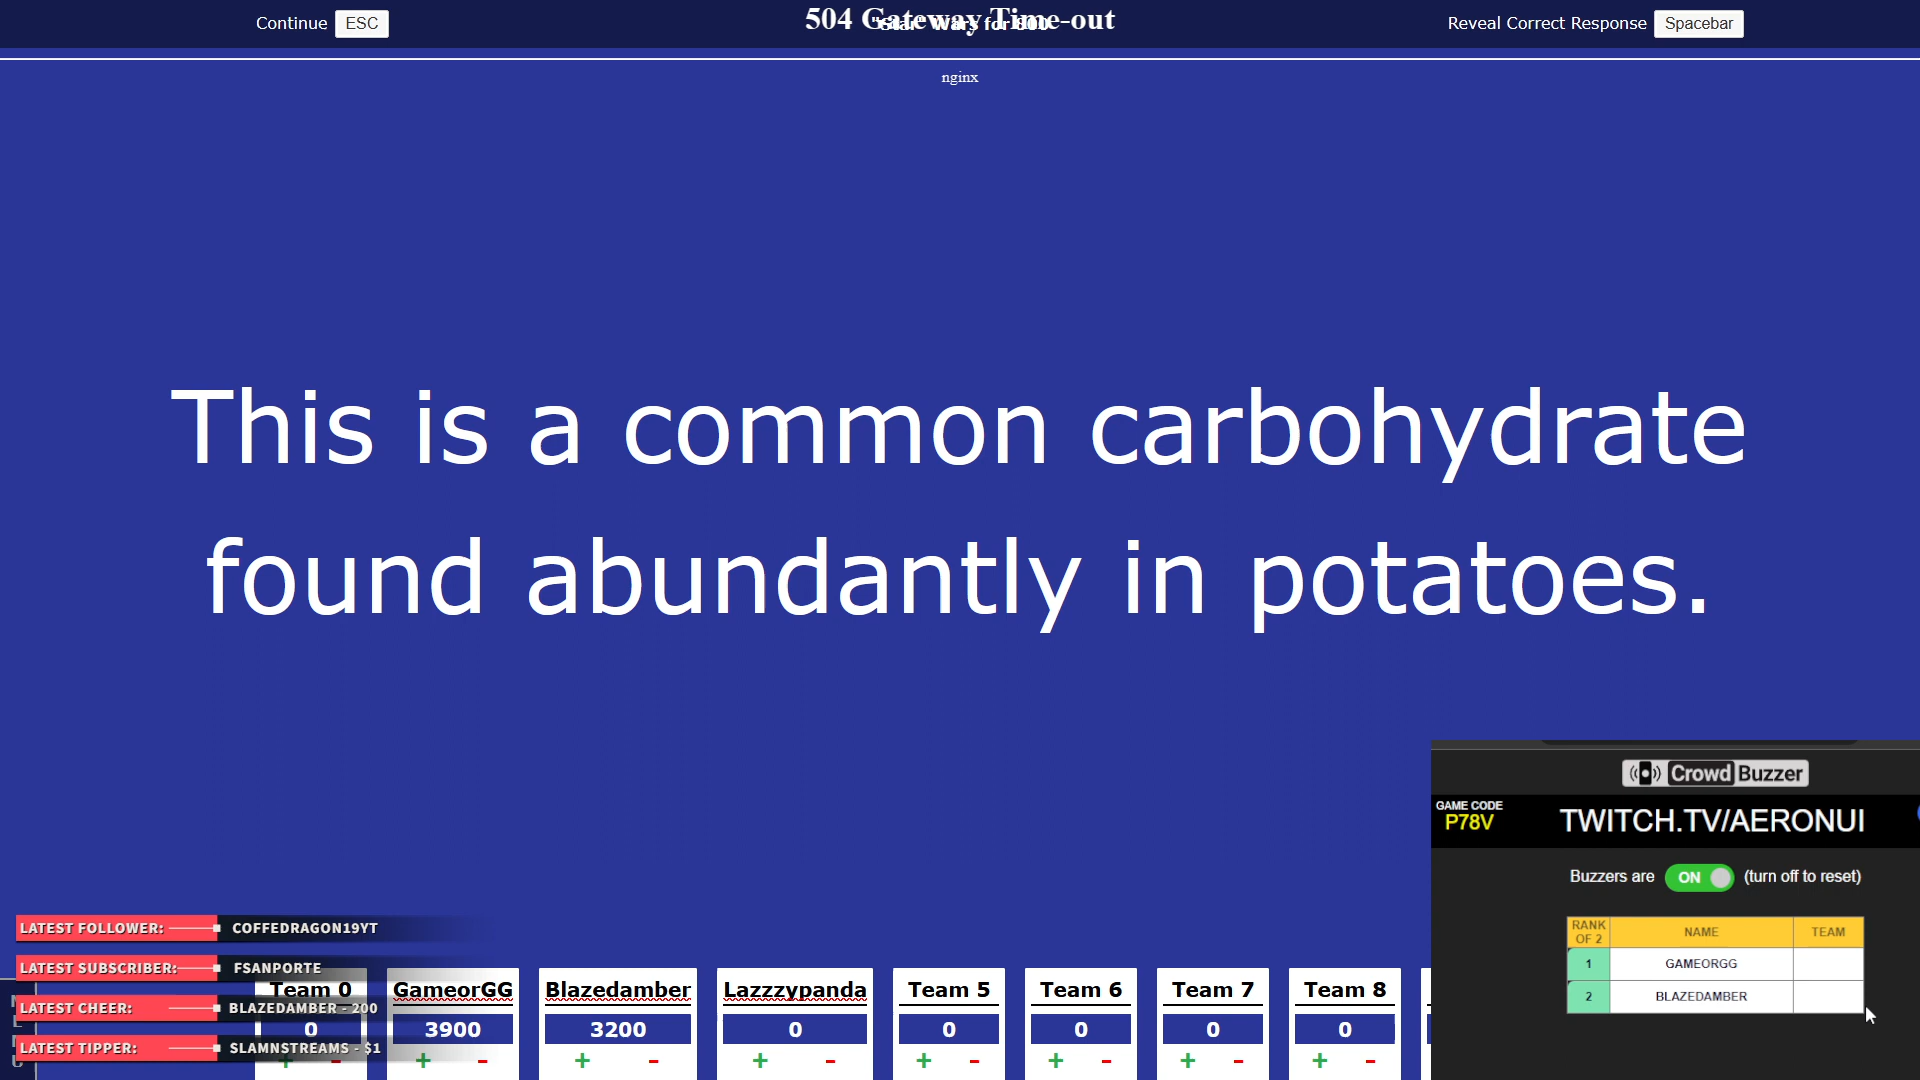 Continue ESC
504 Gateway Time-out
"Star" Wars for 800
Reveal Correct Response Spacebar
nginx
This is a common carbohydrate
found abundantly in potatoes.
Crowd Buzzer
GAME CODE
P78V
TWITCH.TV/AERONUI
Buzzers are ON (turn off to reset)
RANK OF 2 NAME TEAM
1 GAMEORGG
2 BLAZEDAMBER
LATEST FOLLOWER: COFFEDRAGON19YT
LATEST SUBSCRIBER: FSANPORTE
LATEST CHEER: BLAZEDAMBER - 200
LATEST TIPPER: SLAMNSTREAMS - $1
Team 0 GameorGG Blazedamber Lazzzypanda Team 5 Team 6 Team 7 Team 8
0 3900 3200 0 0 0 0 0
+ - + - + - + - + - + - + - + -